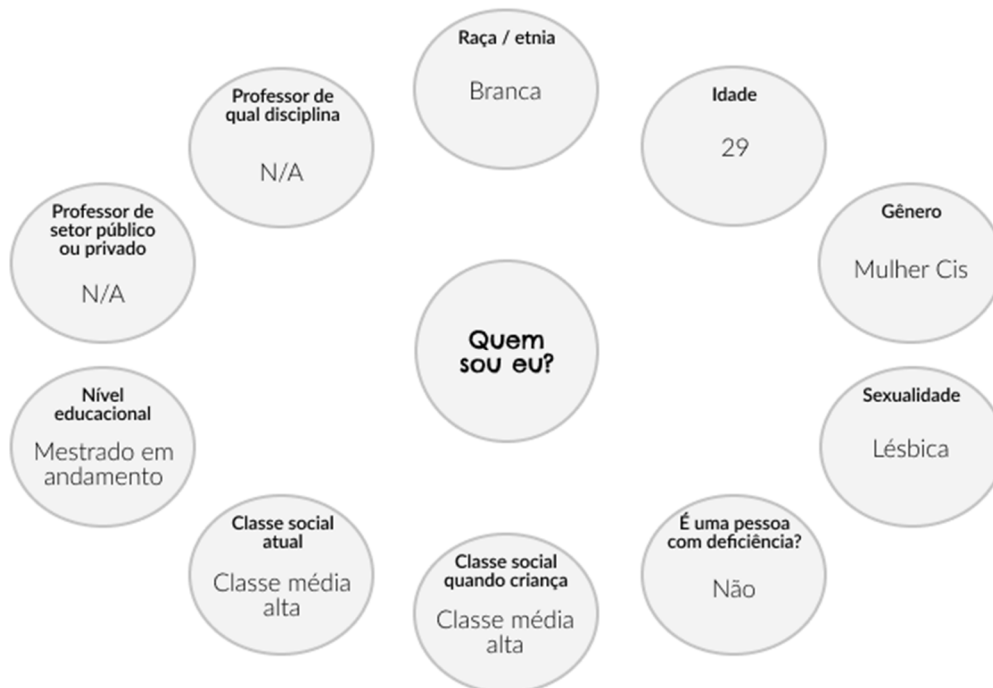 Raça / etnia
Branca
Idade
29
Gênero
Mulher Cis
Sexualidade
Lésbica
É uma pessoa
com deficiência?
Não
Classe social
quando criança
Classe média
alta
Classe social
atual
Classe média
alta
Nível
educacional
Mestrado em
andamento
Professor de
setor público
ou privado
N/A
Professor de
qual disciplina
N/A
Quem
sou eu?